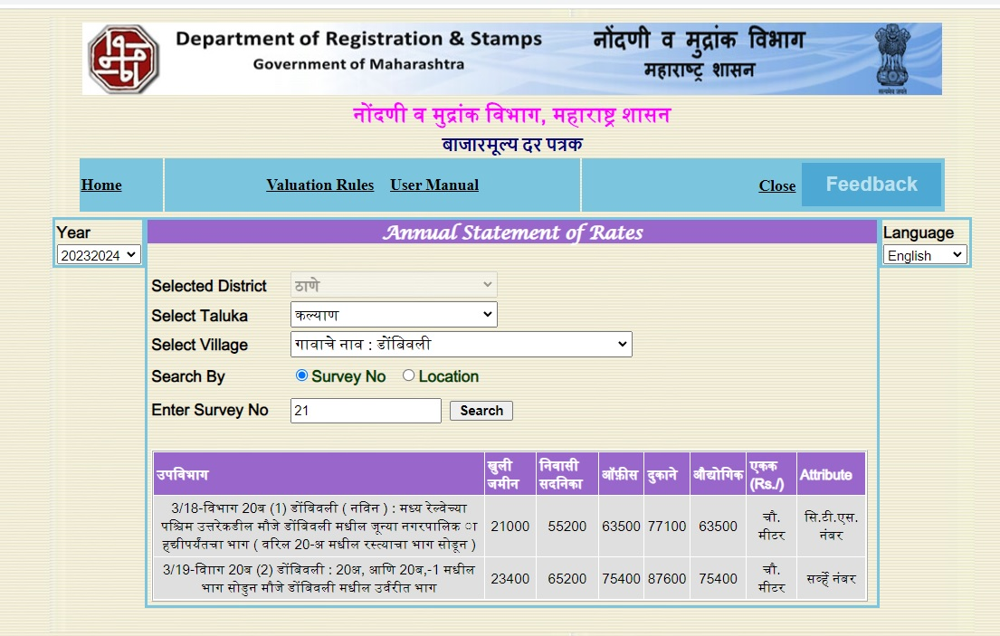 Department of Registration & Stamps
Government of Maharashtra
नोंदणी व मुद्रांक विभाग
महाराष्ट्र शासन
नोंदणी व मुद्रांक विभाग, महाराष्ट्र शासन
बाजारमूल्य दर पत्रक
Home Valuation Rules User Manual Close Feedback
Year
20232024
Annual Statement of Rates
Language
English
Selected District ठाणे
Select Taluka कल्याण
Select Village गावाचे नाव : डोंबिवली
Search By Survey No Location
Enter Survey No 21 Search
उपविभाग खुली जमीन निवासी सदनिका ऑफ़ीस दुकाने औद्योगिक एकक (Rs./) Attribute
3/18-विभाग 20ब (1) डोंबिवली ( नविन ) : मध्य रेल्वेच्या
पश्चिम उत्तरेकडील मौजे डोंबिवली मधील जून्या नगरपालिक ा
हद्यीपर्यंतचा भाग ( वरिल 20-अ मधील रस्त्याचा भाग सोडून )
21000 55200 63500 77100 63500 चौ. मीटर सि.टी.एस. नंबर
3/19-विााग 20ब (2) डोंबिवली : 20अ, आणि 20ब,-1 मधील
भाग सोडुन मौजे डोंबिवली मधील उर्वरीत भाग
23400 65200 75400 87600 75400 चौ. मीटर सर्व्हे नंबर